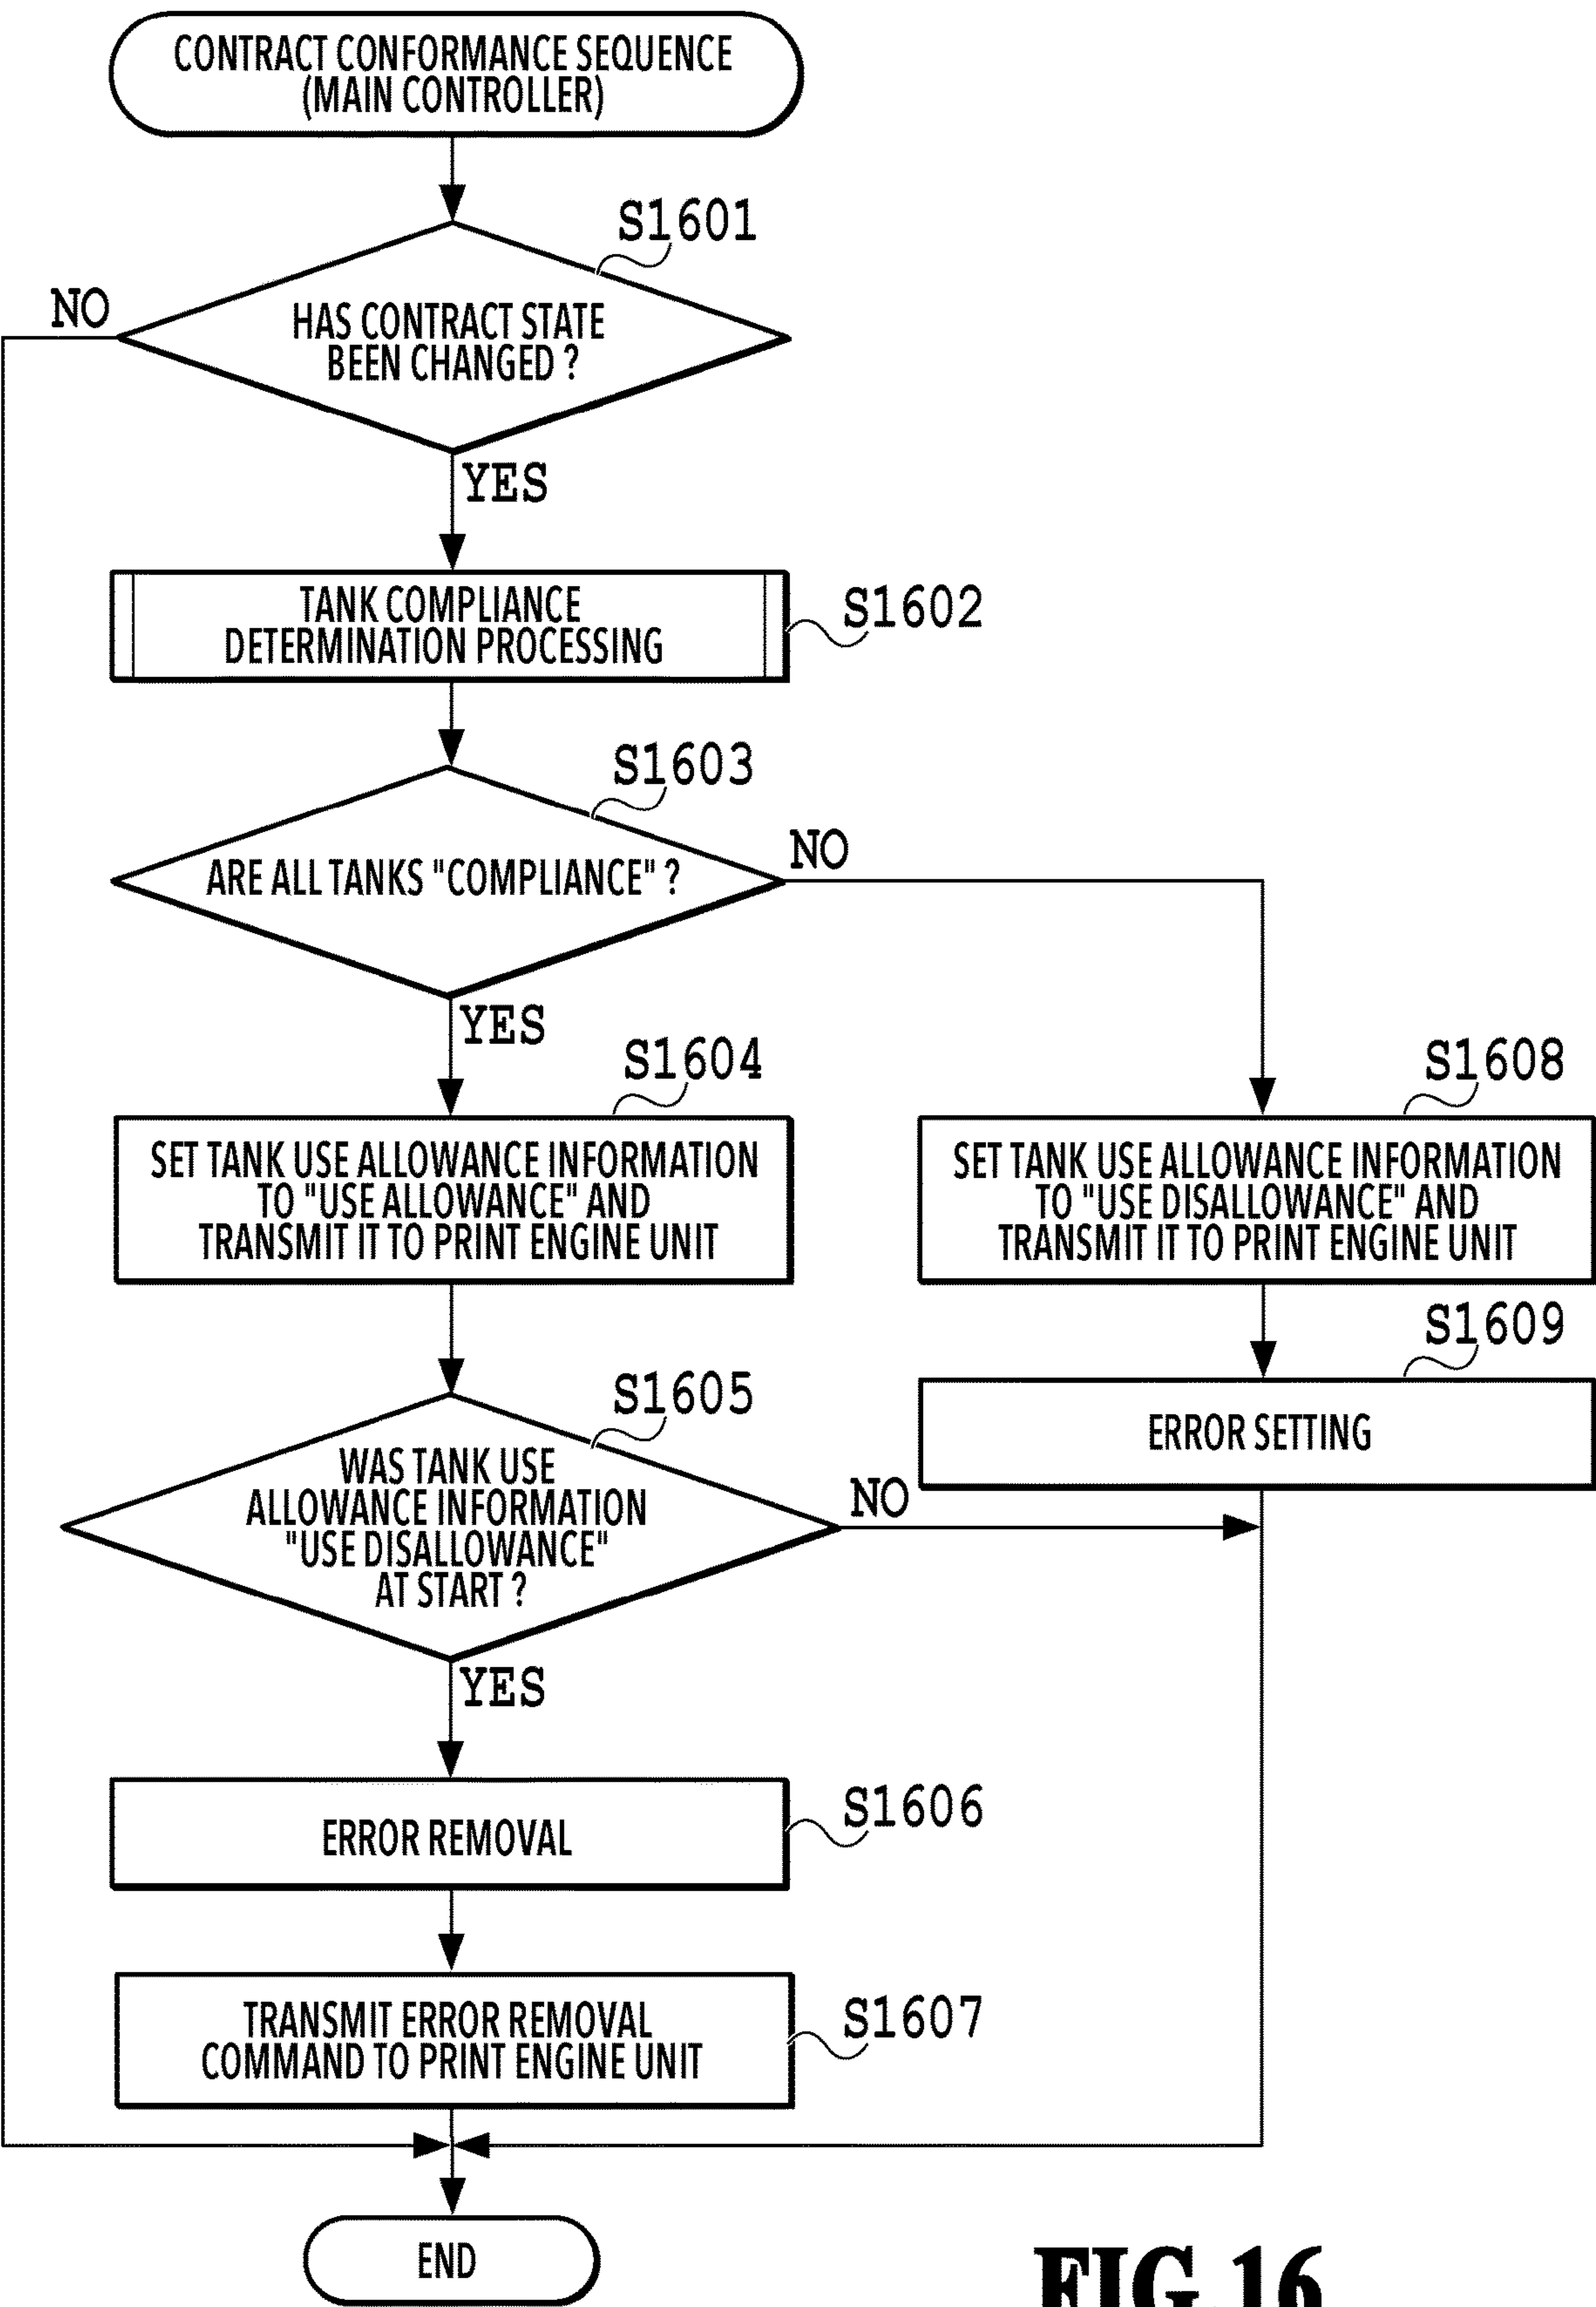 CONTRACT CONFORMANCE SEQUENCE
(MAIN CONTROLLER)
S1601
NO
HAS CONTRACT STATE
BEEN CHANGED ?
YES
TANK COMPLIANCE
DETERMINATION PROCESSING
S1602
S1603
ARE ALL TANKS "COMPLIANCE" ?
NO
YES
S1604
SET TANK USE ALLOWANCE INFORMATION
TO "USE ALLOWANCE" AND
TRANSMIT IT TO PRINT ENGINE UNIT
S1608
SET TANK USE ALLOWANCE INFORMATION
TO "USE DISALLOWANCE" AND
TRANSMIT IT TO PRINT ENGINE UNIT
S1609
ERROR SETTING
S1605
WAS TANK USE
ALLOWANCE INFORMATION
"USE DISALLOWANCE"
AT START ?
NO
YES
ERROR REMOVAL
S1606
TRANSMIT ERROR REMOVAL
COMMAND TO PRINT ENGINE UNIT
S1607
END
FIG.16